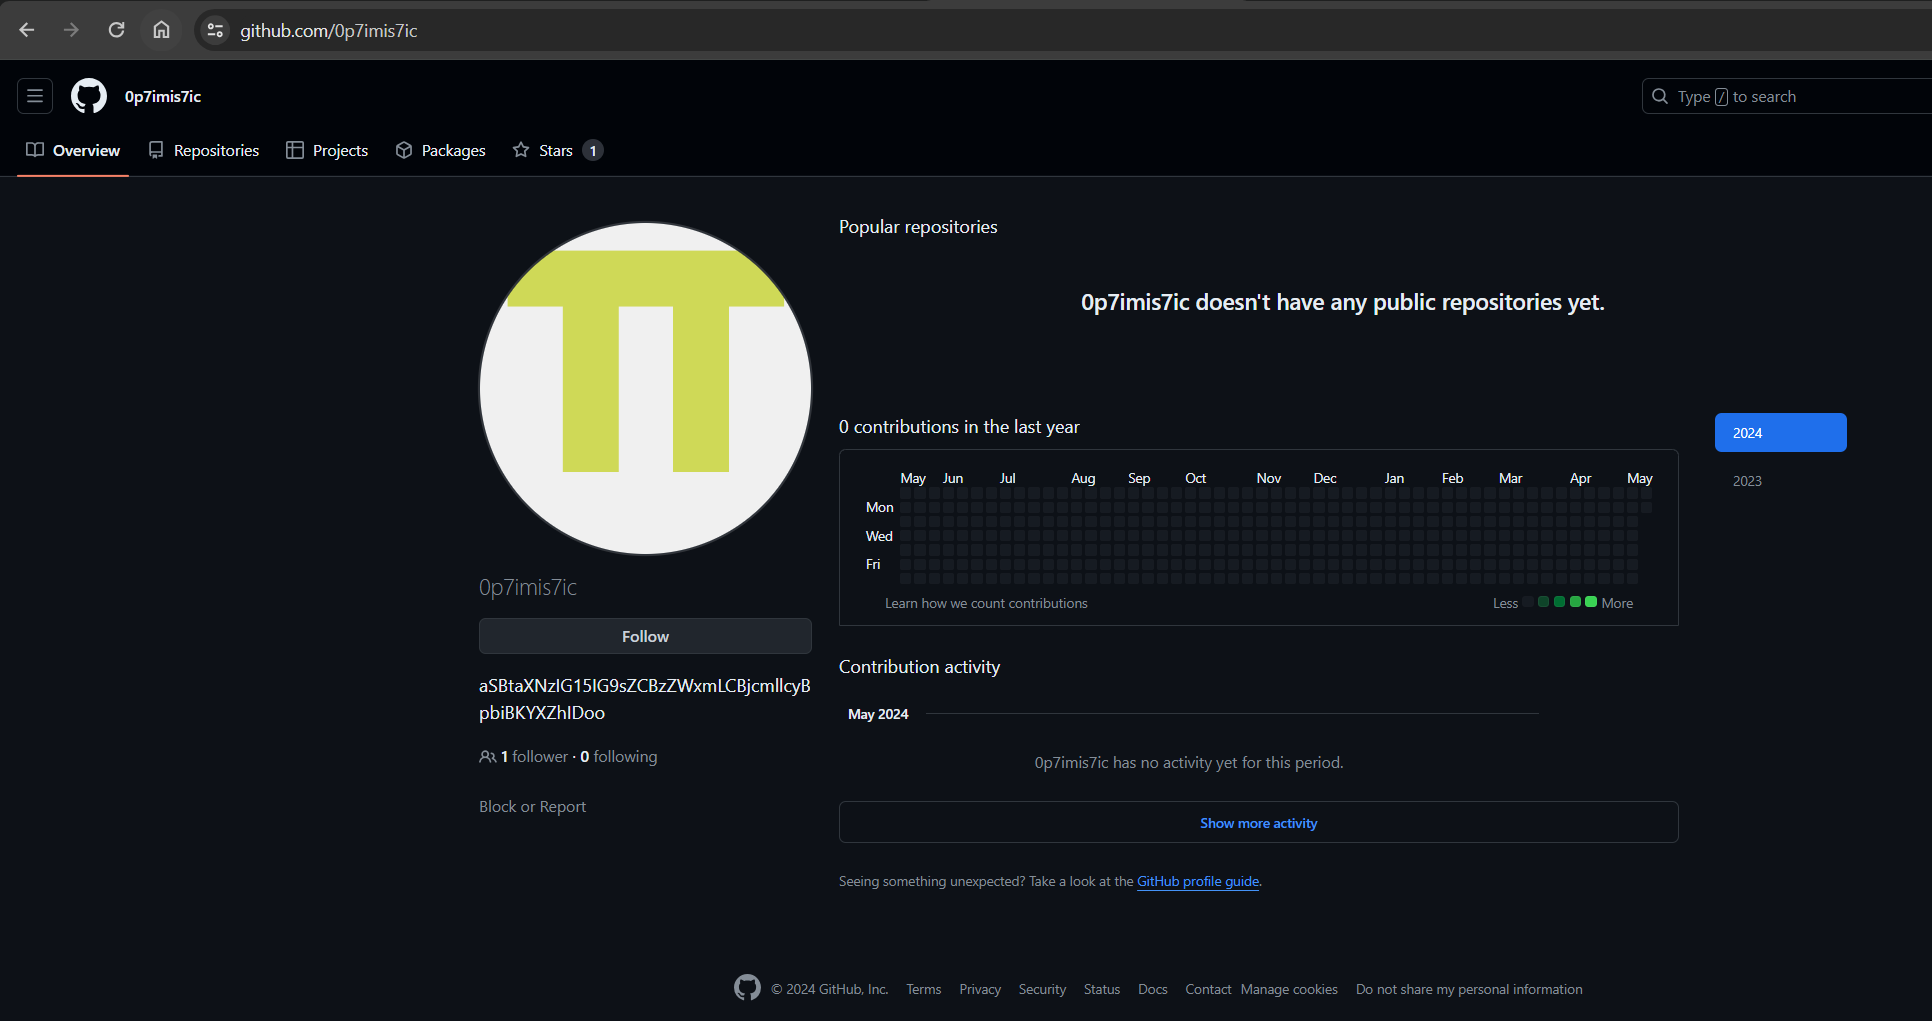 github.com/0p7imis7ic
0p7imis7ic
Type / to search
Overview
Repositories
Projects
Packages
Stars 1
Popular repositories
0p7imis7ic doesn't have any public repositories yet.
0 contributions in the last year
2024
2023
May Jun Jul Aug Sep Oct Nov Dec Jan Feb Mar Apr May
Mon
Wed
Fri
Learn how we count contributions
Less More
0p7imis7ic
Follow
aSBtaXNzIG15IG9sZCBzZWxmLCBjcmllcyB
pbiBKYXZhIDoo
1 follower · 0 following
Block or Report
Contribution activity
May 2024
0p7imis7ic has no activity yet for this period.
Show more activity
Seeing something unexpected? Take a look at the GitHub profile guide.
© 2024 GitHub, Inc. Terms Privacy Security Status Docs Contact Manage cookies Do not share my personal information